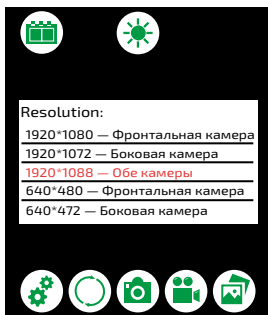 Resolution:
1920*1080 — Фронтальная камера
1920*1072 — Боковая камера
1920*1088 — Обе камеры
640*480 — Фронтальная камера
640*472 — Боковая камера